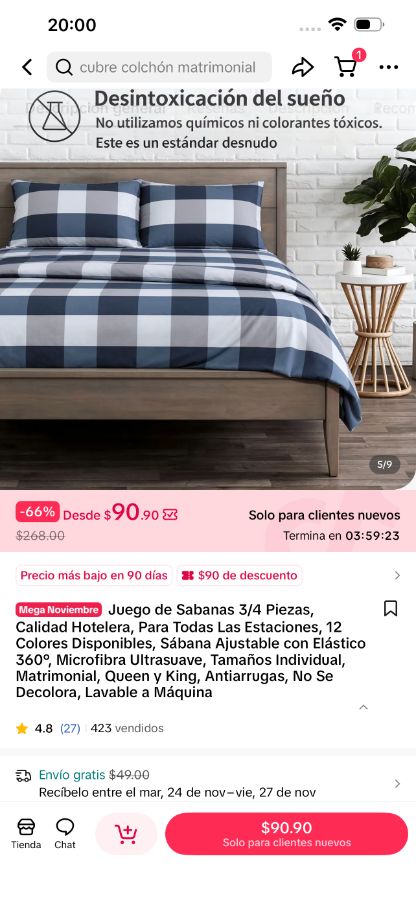 20:00
cubre colchón matrimonial
1
Desintoxicación del sueño
No utilizamos químicos ni colorantes tóxicos.
Este es un estándar desnudo
5/9
-66% Desde $90.90
Solo para clientes nuevos
$268.00
Termina en 03:59:23
Precio más bajo en 90 días
$90 de descuento
Mega Noviembre Juego de Sabanas 3/4 Piezas,
Calidad Hotelera, Para Todas Las Estaciones, 12
Colores Disponibles, Sábana Ajustable con Elástico
360°, Microfibra Ultrasuave, Tamaños Individual,
Matrimonial, Queen y King, Antiarrugas, No Se
Decolora, Lavable a Máquina
4.8 (27) 423 vendidos
Envío gratis $49.00
Recíbelo entre el mar, 24 de nov–vie, 27 de nov
Tienda
Chat
$90.90
Solo para clientes nuevos